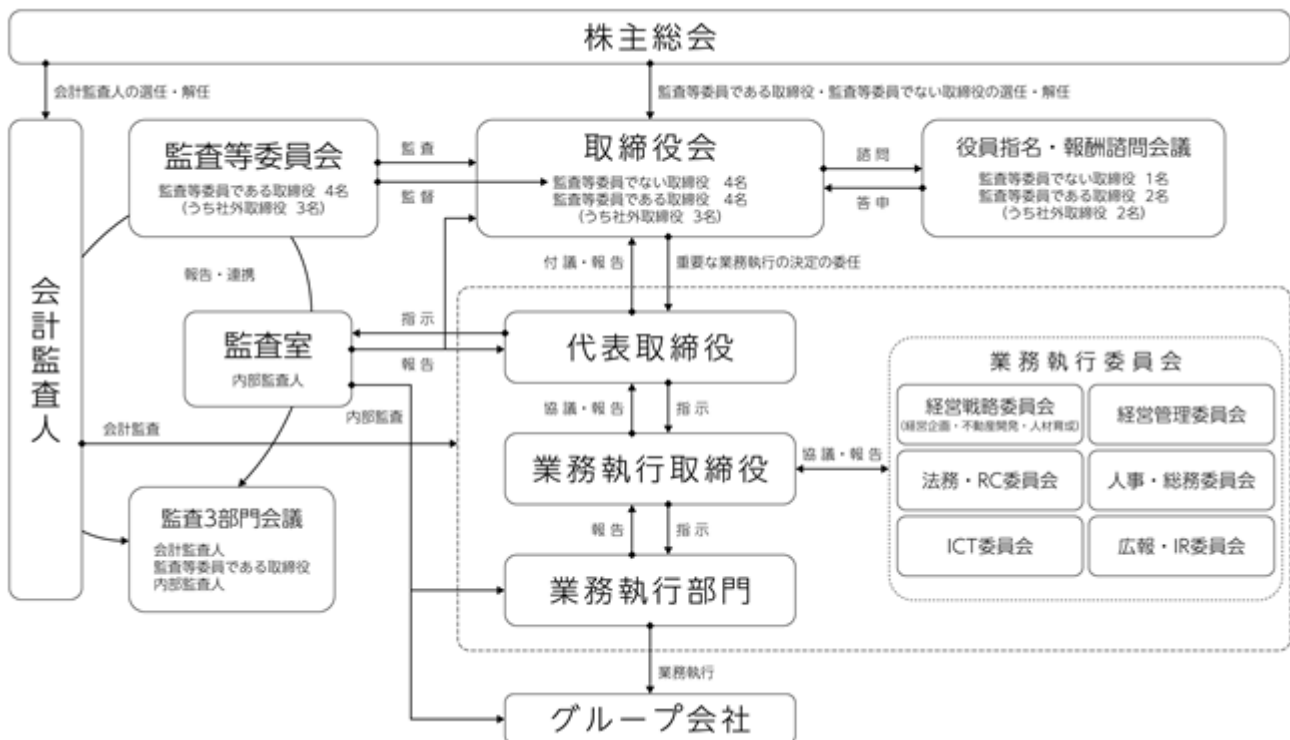 株主総会
会計監査人の選任・解任
監査等委員である取締役・監査等委員でない取締役の選任・解任
会計監査人
監査等委員会
監査等委員である取締役 4名
(うち社外取締役 3名)
監査
監督
取締役会
監査等委員でない取締役 4名
監査等委員である取締役 4名
(うち社外取締役 3名)
諮問
答申
役員指名・報酬諮問会議
監査等委員でない取締役 1名
監査等委員である取締役 2名
(うち社外取締役 2名)
報告・連携
付議・報告
重要な業務執行の決定の委任
監査室
内部監査人
指示
報告
代表取締役
内部監査
会計監査
協議・報告
指示
業務執行取締役
協議・報告
業務執行委員会
経営戦略委員会
(経営企画・不動産開発・人材育成)
経営管理委員会
法務・RC委員会
人事・総務委員会
ICT委員会
広報・IR委員会
監査3部門会議
会計監査人
監査等委員である取締役
内部監査人
報告
指示
業務執行部門
業務執行
グループ会社